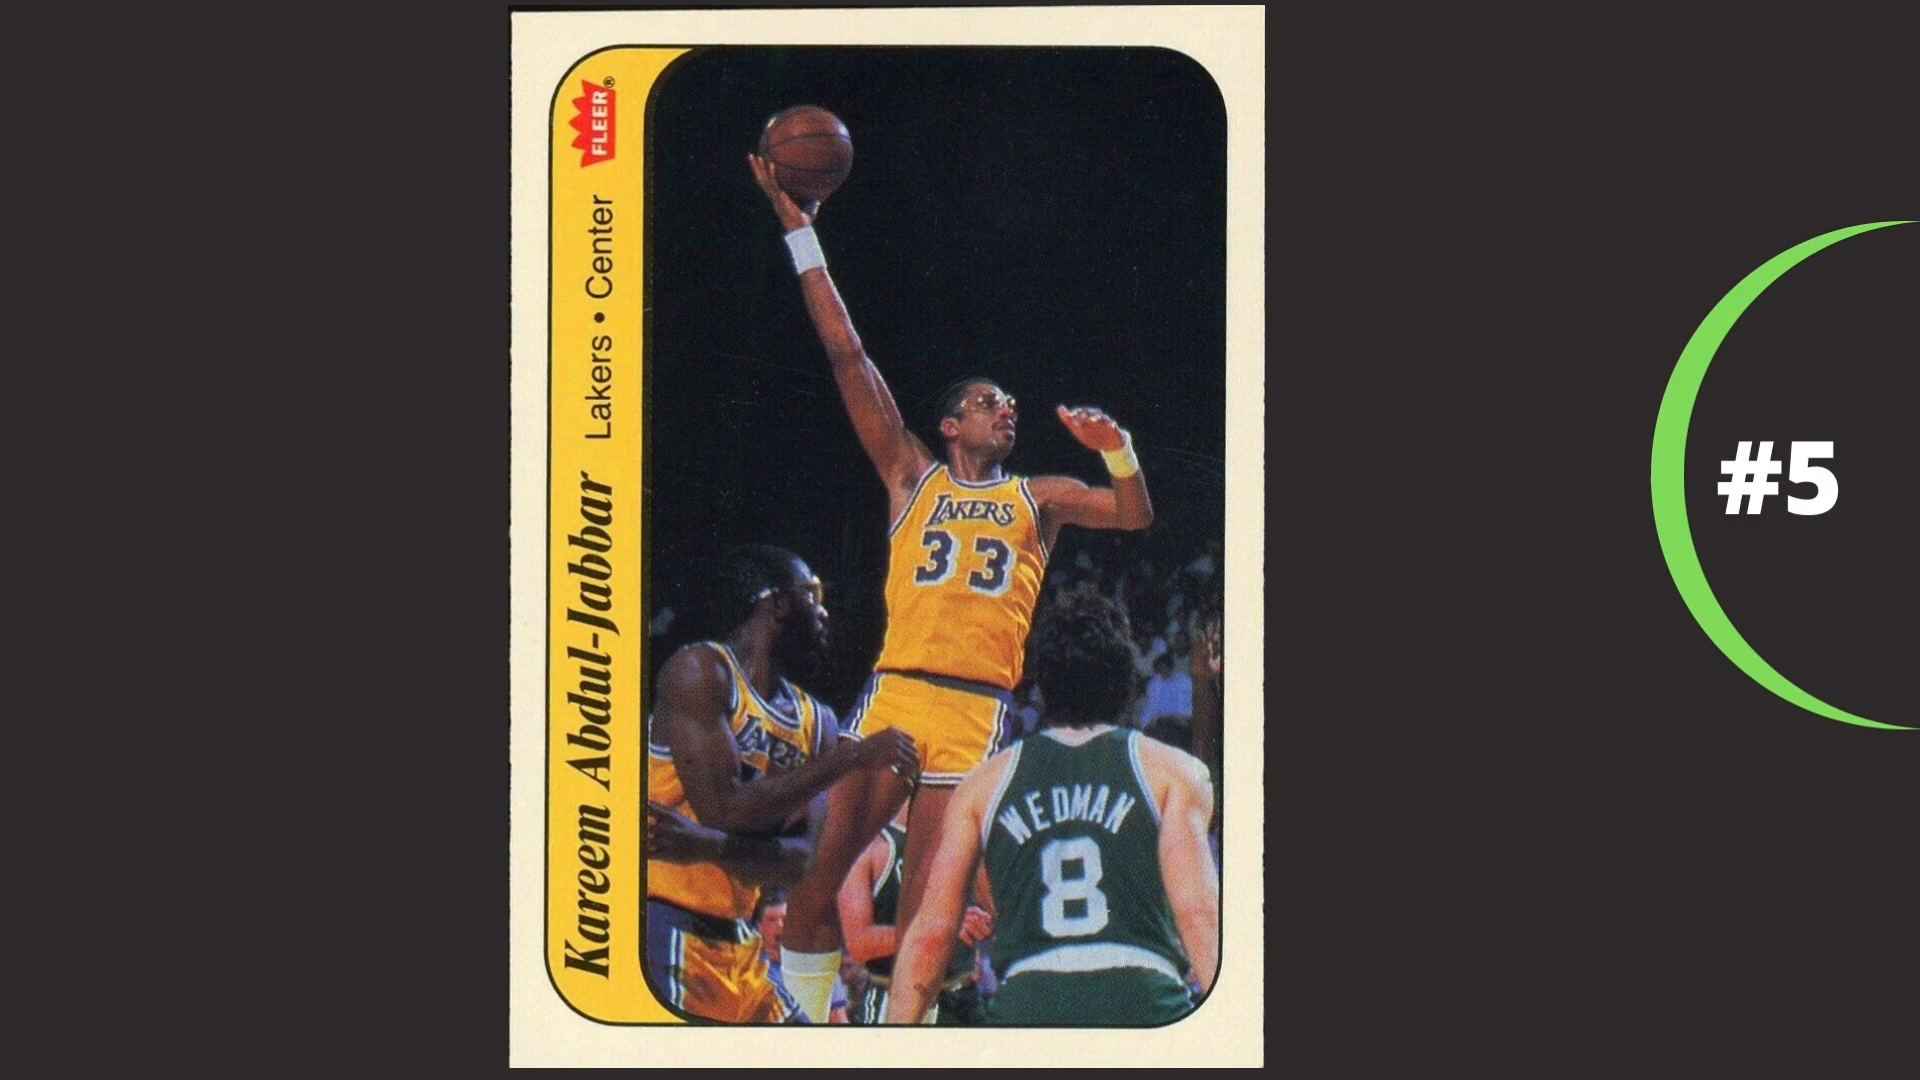 Kareem Abdul-Jabbar Lakers • Center
FLEER®
LAKERS
33
LAKERS
WEDMAN
8
#5